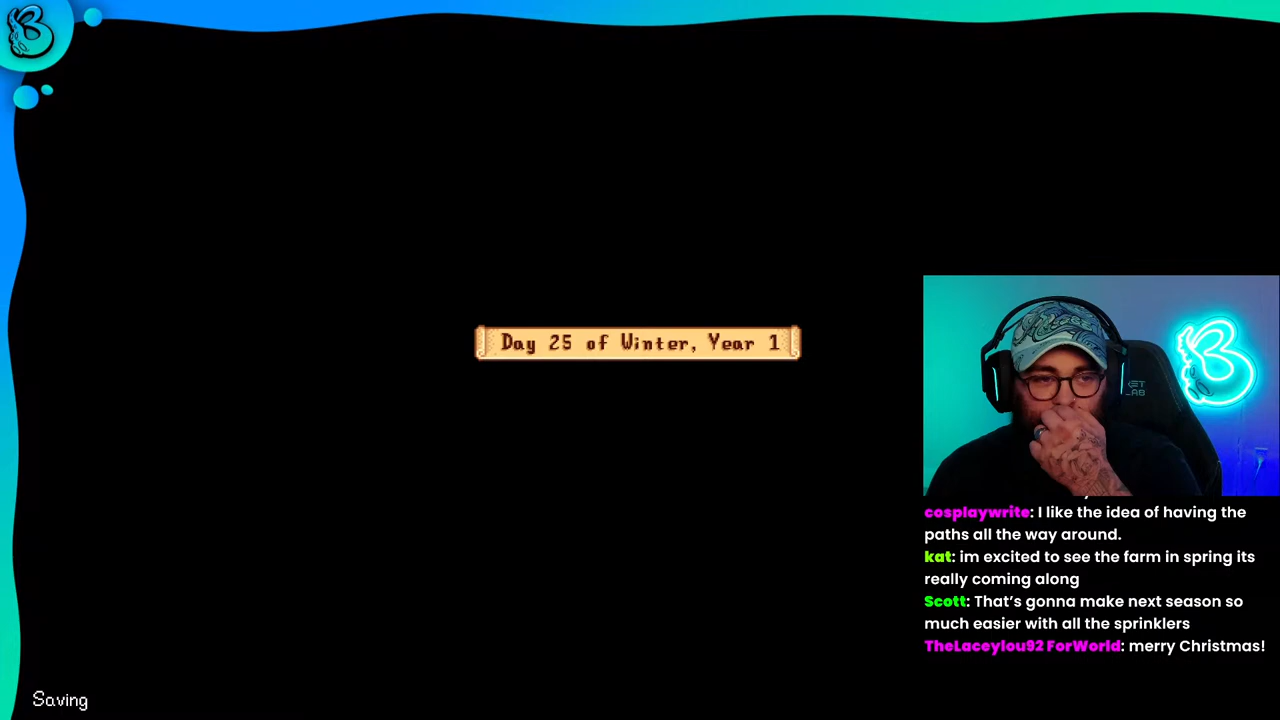 Day 25 of Winter, Year 1
cosplaywrite: I like the idea of having the
paths all the way around.
kat: im excited to see the farm in spring its
really coming along
Scott: That’s gonna make next season so
much easier with all the sprinklers
TheLaceylou92 ForWorld: merry Christmas!
Saving